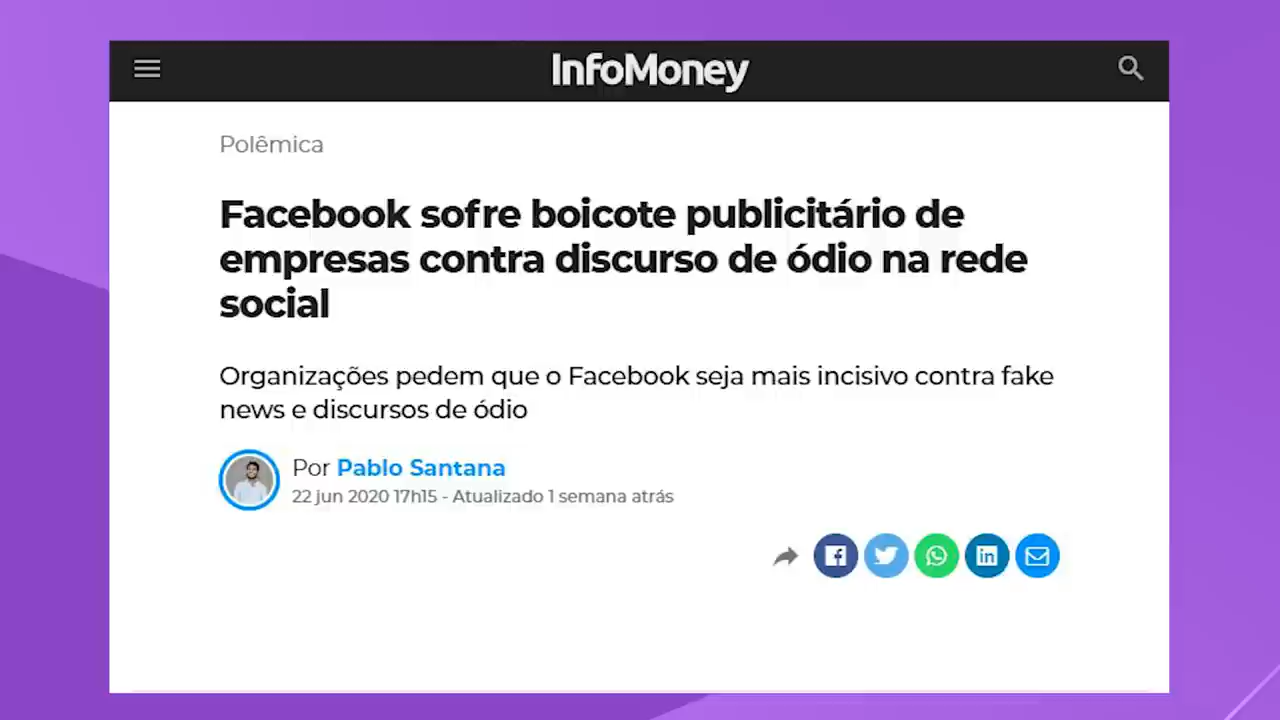 InfoMoney
Polêmica
Facebook sofre boicote publicitário de
empresas contra discurso de ódio na rede
social
Organizações pedem que o Facebook seja mais incisivo contra fake
news e discursos de ódio
Por Pablo Santana
22 jun 2020 17h15 - Atualizado 1 semana atrás